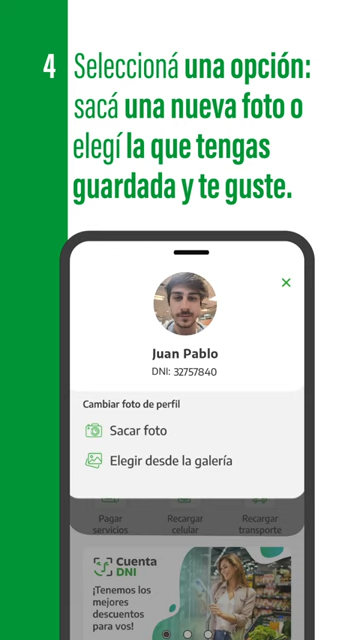 4 Seleccioná una opción:
sacá una nueva foto o
elegí la que tengas
guardada y te guste.
Juan Pablo
DNI: 32757840
Cambiar foto de perfil
Sacar foto
Elegir desde la galería
Pagar servicios
Recargar celular
Recargar transporte
Cuenta
DNI
¡Tenemos los
mejores
descuentos
para vos!